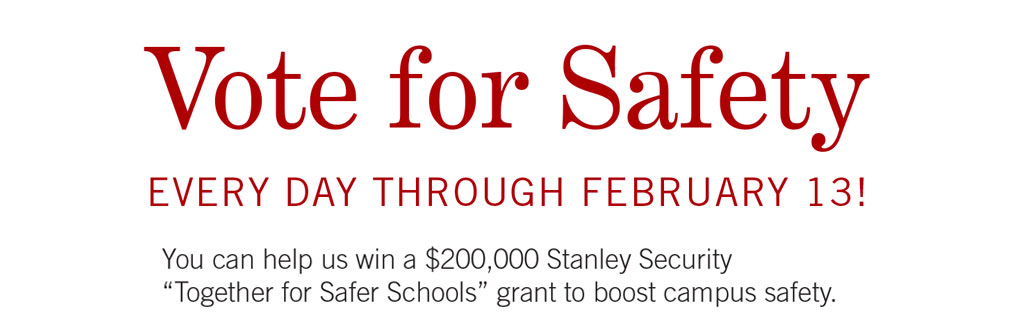 Vote for Safety
EVERY DAY THROUGH FEBRUARY 13!
You can help us win a $200,000 Stanley Security
“Together for Safer Schools” grant to boost campus safety.